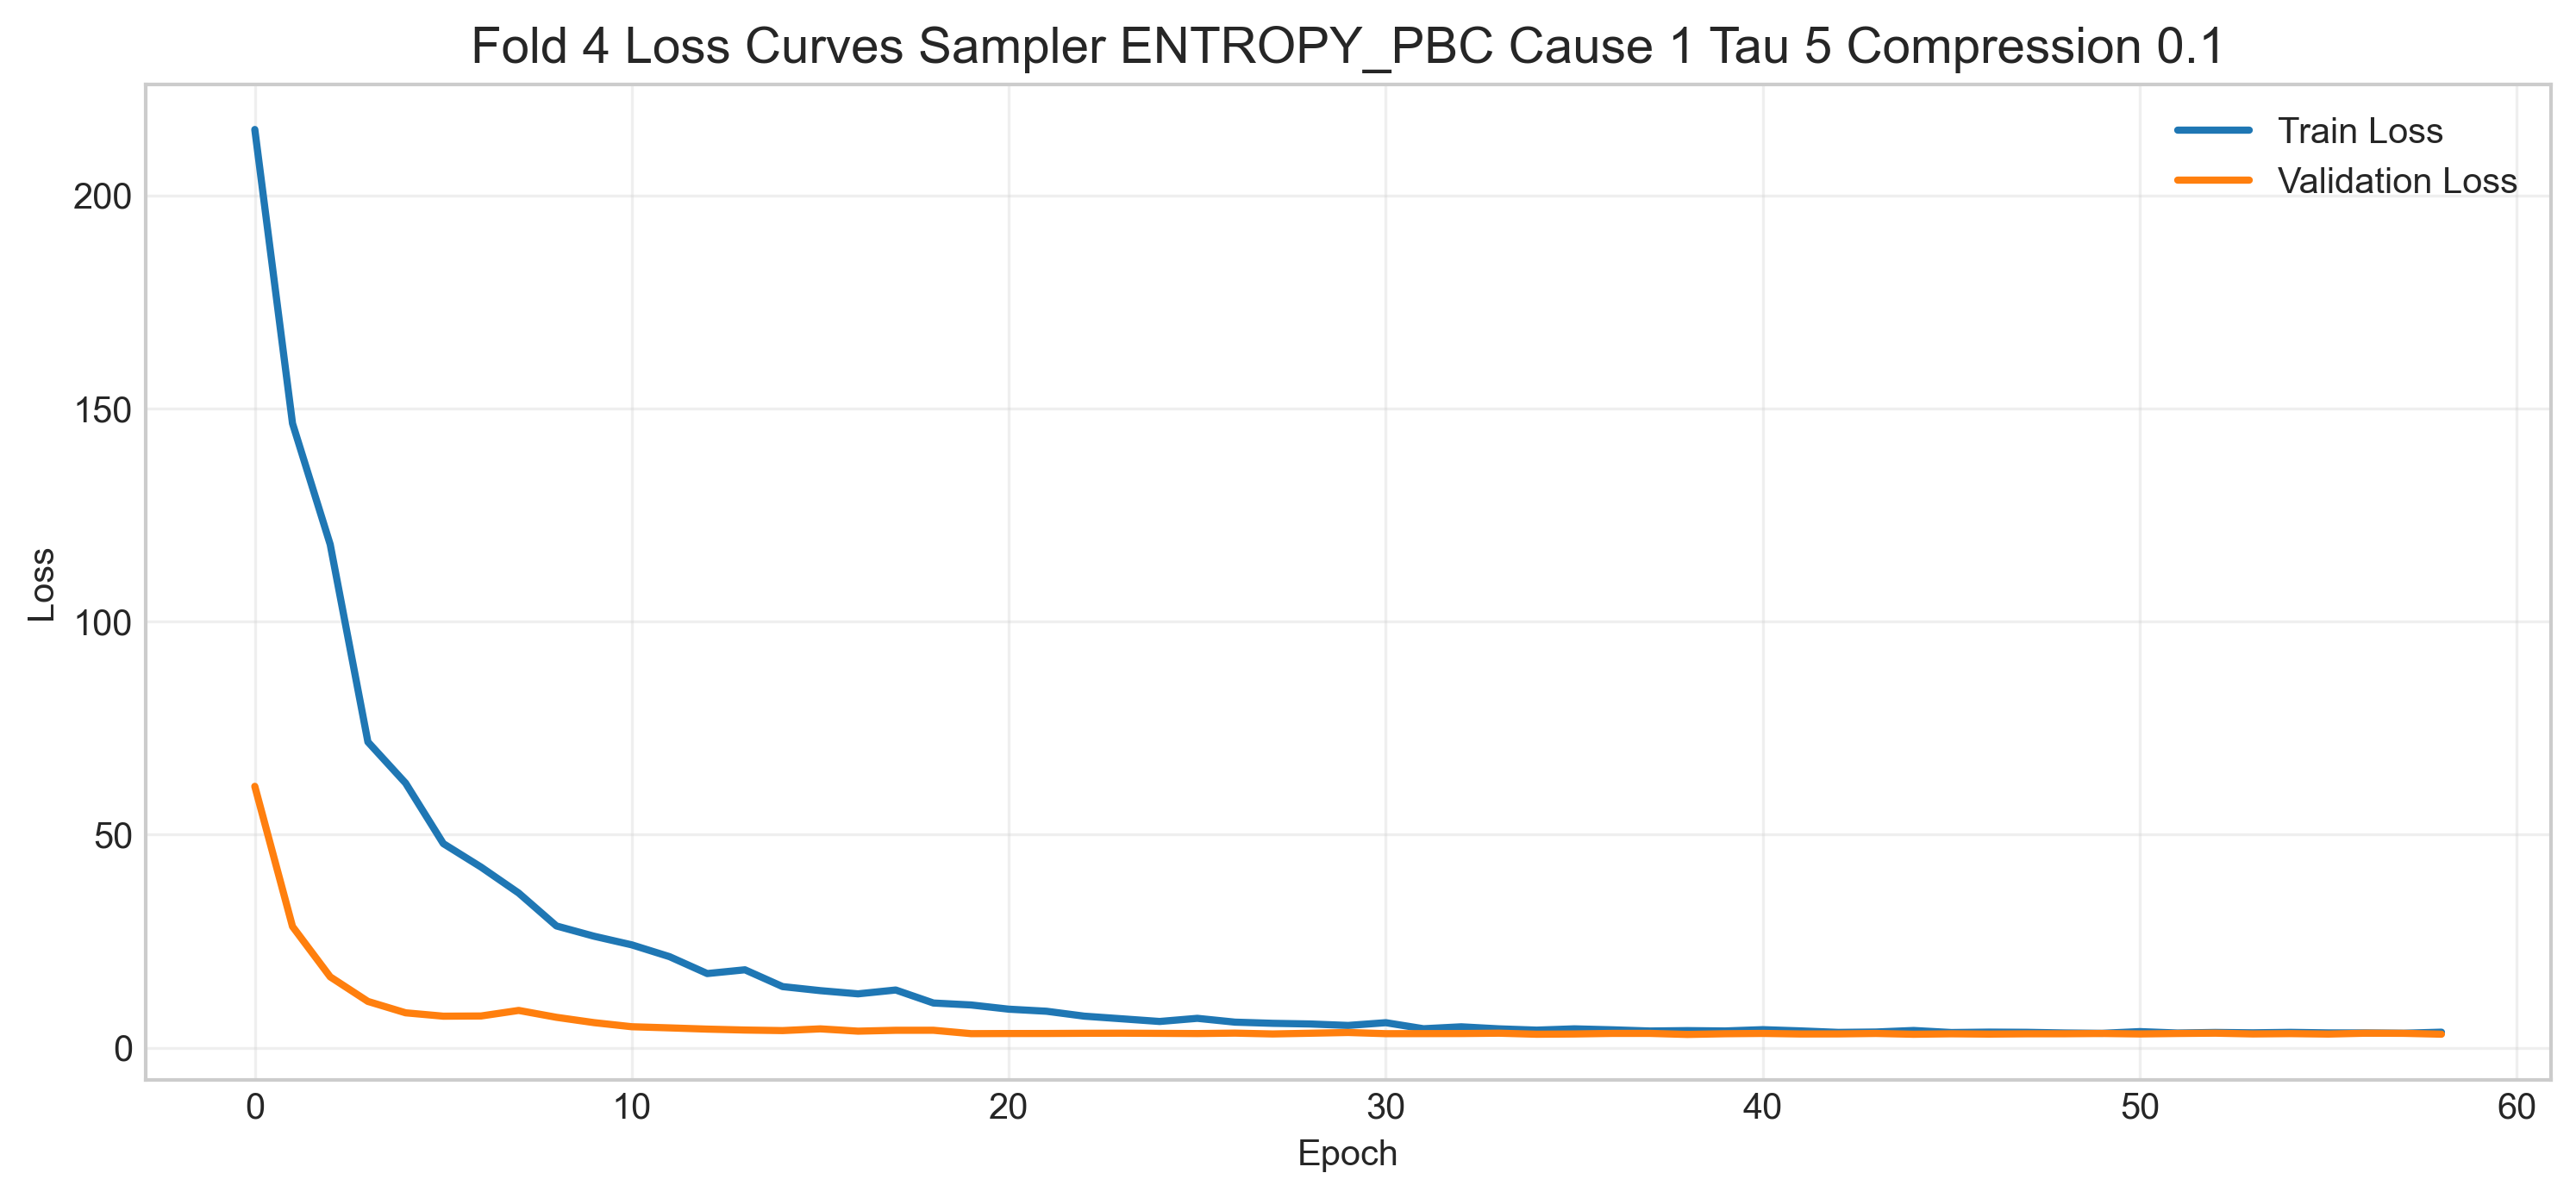 Fold 4 Loss Curves Sampler ENTROPY_PBC Cause 1 Tau 5 Compression 0.1
Train Loss
Validation Loss
200
150
100
50
0
Loss
0 10 20 30 40 50 60
Epoch